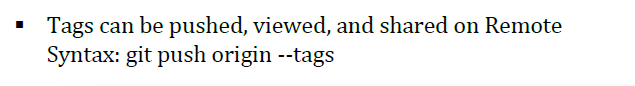 ▪ Tags can be pushed, viewed, and shared on Remote
Syntax: git push origin --tags